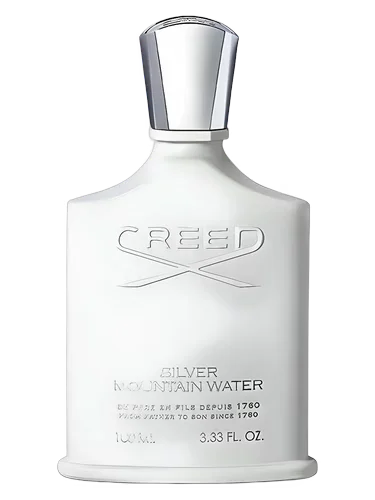 CREED
SILVER
MOUNTAIN WATER
DE PERE EN FILS DEPUIS 1760
FROM FATHER TO SON SINCE 1760
100 ML 3.33 FL. OZ.